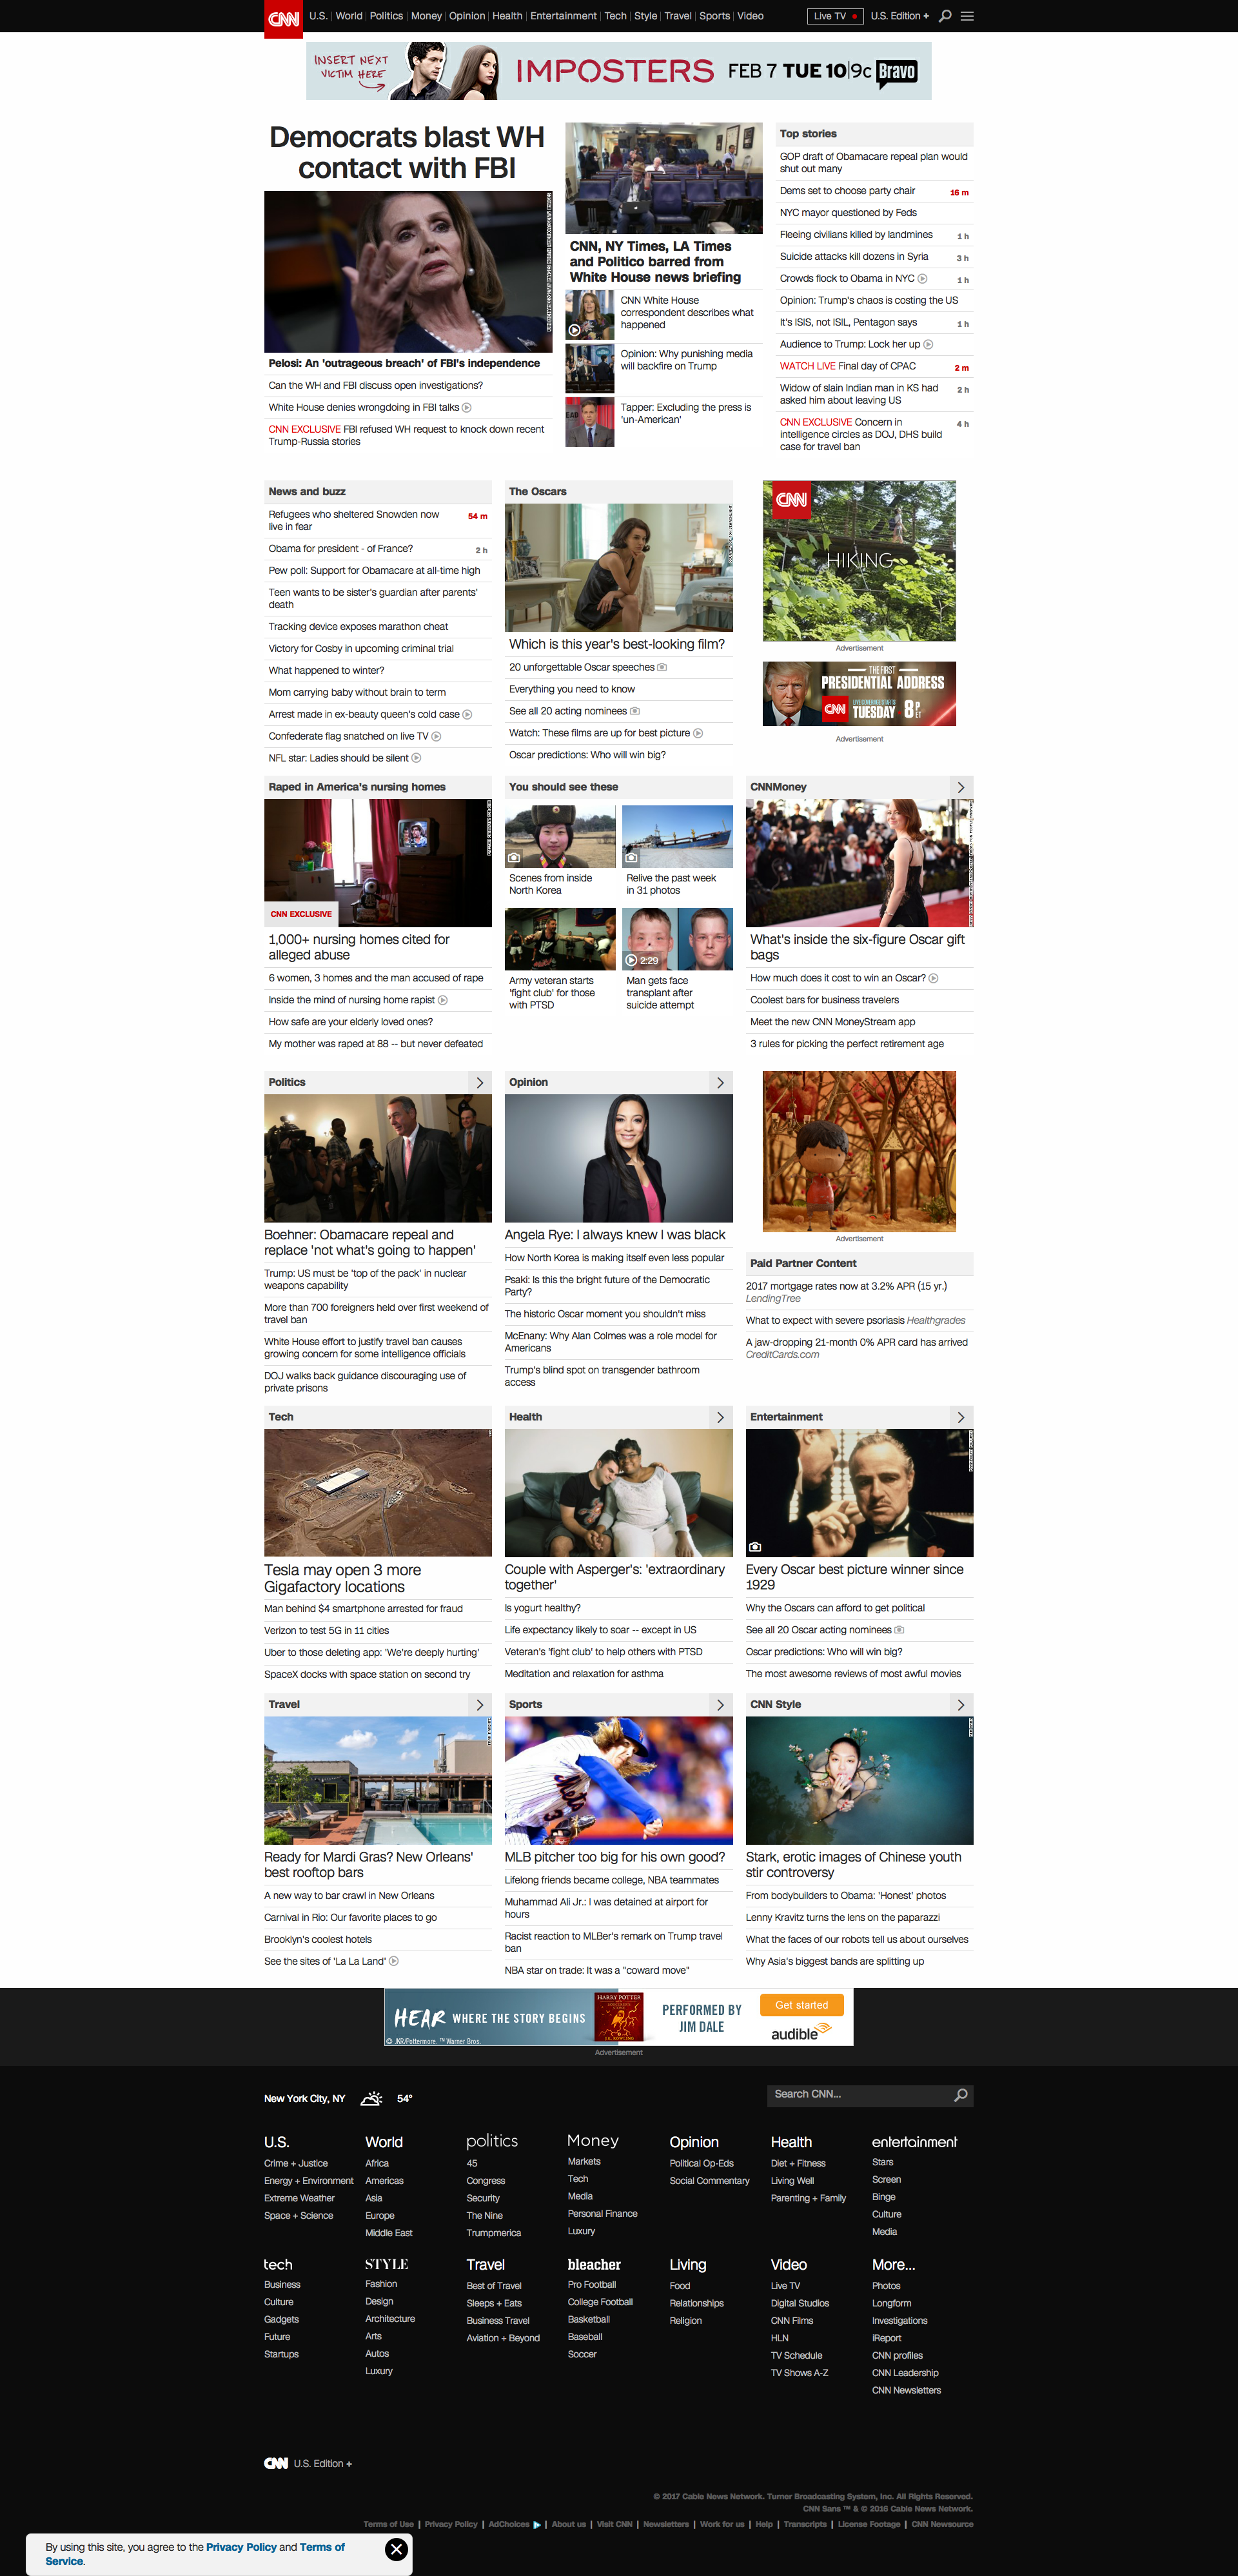 CNN
U.S. World Politics Money Opinion Health Entertainment Tech Style Travel Sports Video
Live TV
U.S. Edition +
INSERT NEXT
VICTIM HERE
IMPOSTERS FEB 7 TUE 10|9c Bravo
Democrats blast WH
contact with FBI
Pelosi: An 'outrageous breach' of FBI's independence
Can the WH and FBI discuss open investigations?
White House denies wrongdoing in FBI talks
CNN EXCLUSIVE FBI refused WH request to knock down recent
Trump-Russia stories
CNN, NY Times, LA Times
and Politico barred from
White House news briefing
CNN White House
correspondent describes what
happened
Opinion: Why punishing media
will backfire on Trump
Tapper: Excluding the press is
'un-American'
Top stories
GOP draft of Obamacare repeal plan would
shut out many
Dems set to choose party chair 16 m
NYC mayor questioned by Feds
Fleeing civilians killed by landmines 1 h
Suicide attacks kill dozens in Syria 3 h
Crowds flock to Obama in NYC 1 h
Opinion: Trump's chaos is costing the US
It's ISIS, not ISIL, Pentagon says 1 h
Audience to Trump: Lock her up
WATCH LIVE Final day of CPAC 2 m
Widow of slain Indian man in KS had 2 h
asked him about leaving US
CNN EXCLUSIVE Concern in 4 h
intelligence circles as DOJ, DHS build
case for travel ban
News and buzz
Refugees who sheltered Snowden now 54 m
live in fear
Obama for president - of France? 2 h
Pew poll: Support for Obamacare at all-time high
Teen wants to be sister's guardian after parents'
death
Tracking device exposes marathon cheat
Victory for Cosby in upcoming criminal trial
What happened to winter?
Mom carrying baby without brain to term
Arrest made in ex-beauty queen's cold case
Confederate flag snatched on live TV
NFL star: Ladies should be silent
The Oscars
Which is this year's best-looking film?
20 unforgettable Oscar speeches
Everything you need to know
See all 20 acting nominees
Watch: These films are up for best picture
Oscar predictions: Who will win big?
CNN
HIKING
Advertisement
THE FIRST
PRESIDENTIAL ADDRESS
CNN LIVE COVERAGE STARTS
TUESDAY 8P ET
Advertisement
Raped in America's nursing homes
CNN EXCLUSIVE
1,000+ nursing homes cited for
alleged abuse
6 women, 3 homes and the man accused of rape
Inside the mind of nursing home rapist
How safe are your elderly loved ones?
My mother was raped at 88 -- but never defeated
You should see these
Scenes from inside
North Korea
Relive the past week
in 31 photos
2:29
Army veteran starts
'fight club' for those
with PTSD
Man gets face
transplant after
suicide attempt
CNNMoney
What's inside the six-figure Oscar gift
bags
How much does it cost to win an Oscar?
Coolest bars for business travelers
Meet the new CNN MoneyStream app
3 rules for picking the perfect retirement age
Politics
Boehner: Obamacare repeal and
replace 'not what's going to happen'
Trump: US must be 'top of the pack' in nuclear
weapons capability
More than 700 foreigners held over first weekend of
travel ban
White House effort to justify travel ban causes
growing concern for some intelligence officials
DOJ walks back guidance discouraging use of
private prisons
Opinion
Angela Rye: I always knew I was black
How North Korea is making itself even less popular
Psaki: Is this the bright future of the Democratic
Party?
The historic Oscar moment you shouldn't miss
McEnany: Why Alan Colmes was a role model for
Americans
Trump's blind spot on transgender bathroom
access
Advertisement
Paid Partner Content
2017 mortgage rates now at 3.2% APR (15 yr.)
LendingTree
What to expect with severe psoriasis Healthgrades
A jaw-dropping 21-month 0% APR card has arrived
CreditCards.com
Tech
Tesla may open 3 more
Gigafactory locations
Man behind $4 smartphone arrested for fraud
Verizon to test 5G in 11 cities
Uber to those deleting app: 'We're deeply hurting'
SpaceX docks with space station on second try
Health
Couple with Asperger's: 'extraordinary
together'
Is yogurt healthy?
Life expectancy likely to soar -- except in US
Veteran's 'fight club' to help others with PTSD
Meditation and relaxation for asthma
Entertainment
Every Oscar best picture winner since
1929
Why the Oscars can afford to get political
See all 20 Oscar acting nominees
Oscar predictions: Who will win big?
The most awesome reviews of most awful movies
Travel
Ready for Mardi Gras? New Orleans'
best rooftop bars
A new way to bar crawl in New Orleans
Carnival in Rio: Our favorite places to go
Brooklyn's coolest hotels
See the sites of 'La La Land'
Sports
Mets
3
MLB pitcher too big for his own good?
Lifelong friends became college, NBA teammates
Muhammad Ali Jr.: I was detained at airport for
hours
Racist reaction to MLBer's remark on Trump travel
ban
NBA star on trade: It was a "coward move"
CNN Style
Stark, erotic images of Chinese youth
stir controversy
From bodybuilders to Obama: 'Honest' photos
Lenny Kravitz turns the lens on the paparazzi
What the faces of our robots tell us about ourselves
Why Asia's biggest bands are splitting up
HEAR WHERE THE STORY BEGINS
© JKR/Pottermore. ™ Warner Bros.
HARRY POTTER
PERFORMED BY
JIM DALE
Get started
audible
Advertisement
New York City, NY 54°
Search CNN...
U.S.
Crime + Justice
Energy + Environment
Extreme Weather
Space + Science
World
Africa
Americas
Asia
Europe
Middle East
politics
45
Congress
Security
The Nine
Trumpmerica
Money
Markets
Tech
Media
Personal Finance
Luxury
Opinion
Political Op-Eds
Social Commentary
Health
Diet + Fitness
Living Well
Parenting + Family
entertainment
Stars
Screen
Binge
Culture
Media
tech
Business
Culture
Gadgets
Future
Startups
STYLE
Fashion
Design
Architecture
Arts
Autos
Luxury
Travel
Best of Travel
Sleeps + Eats
Business Travel
Aviation + Beyond
bleacher
Pro Football
College Football
Basketball
Baseball
Soccer
Living
Food
Relationships
Religion
Video
Live TV
Digital Studios
CNN Films
HLN
TV Schedule
TV Shows A-Z
More...
Photos
Longform
Investigations
iReport
CNN profiles
CNN Leadership
CNN Newsletters
CNN U.S. Edition +
© 2017 Cable News Network. Turner Broadcasting System, Inc. All Rights Reserved.
CNN Sans ™ & © 2016 Cable News Network.
Terms of Use | Privacy Policy | AdChoices | About us | Visit CNN | Newsletters | Work for us | Help | Transcripts | License Footage | CNN Newsource
By using this site, you agree to the Privacy Policy and Terms of
Service.